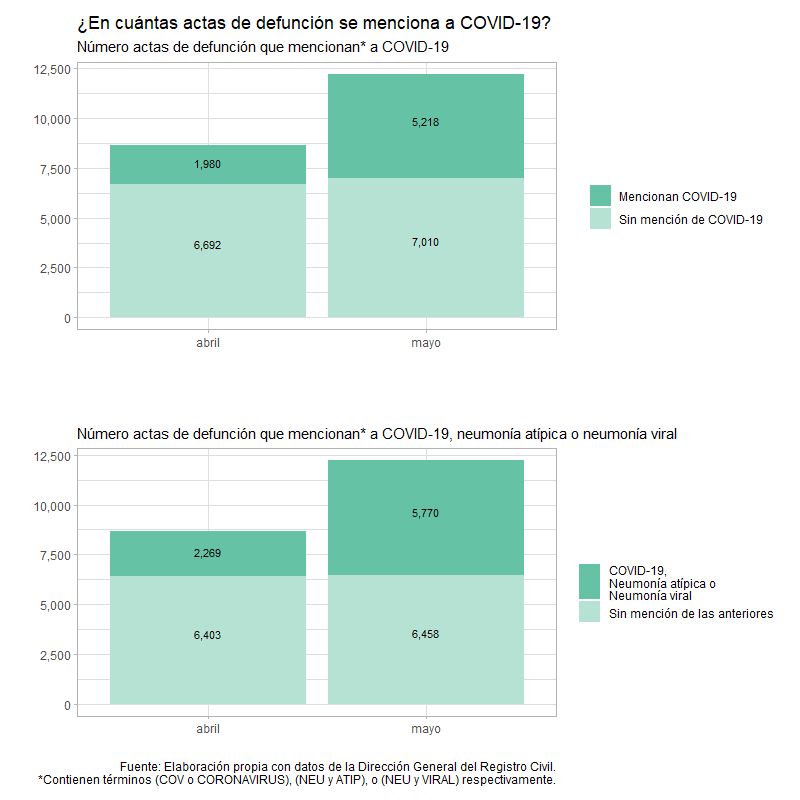 ¿En cuántas actas de defunción se menciona a COVID-19?
Número actas de defunción que mencionan* a COVID-19
12,500
10,000
7,500
5,000
2,500
0
1,980
6,692
5,218
7,010
abril
mayo
Mencionan COVID-19
Sin mención de COVID-19
Número actas de defunción que mencionan* a COVID-19, neumonía atípica o neumonía viral
12,500
10,000
7,500
5,000
2,500
0
2,269
6,403
5,770
6,458
abril
mayo
COVID-19,
Neumonía atípica o
Neumonía viral
Sin mención de las anteriores
Fuente: Elaboración propia con datos de la Dirección General del Registro Civil.
*Contienen términos (COV o CORONAVIRUS), (NEU y ATIP), o (NEU y VIRAL) respectivamente.